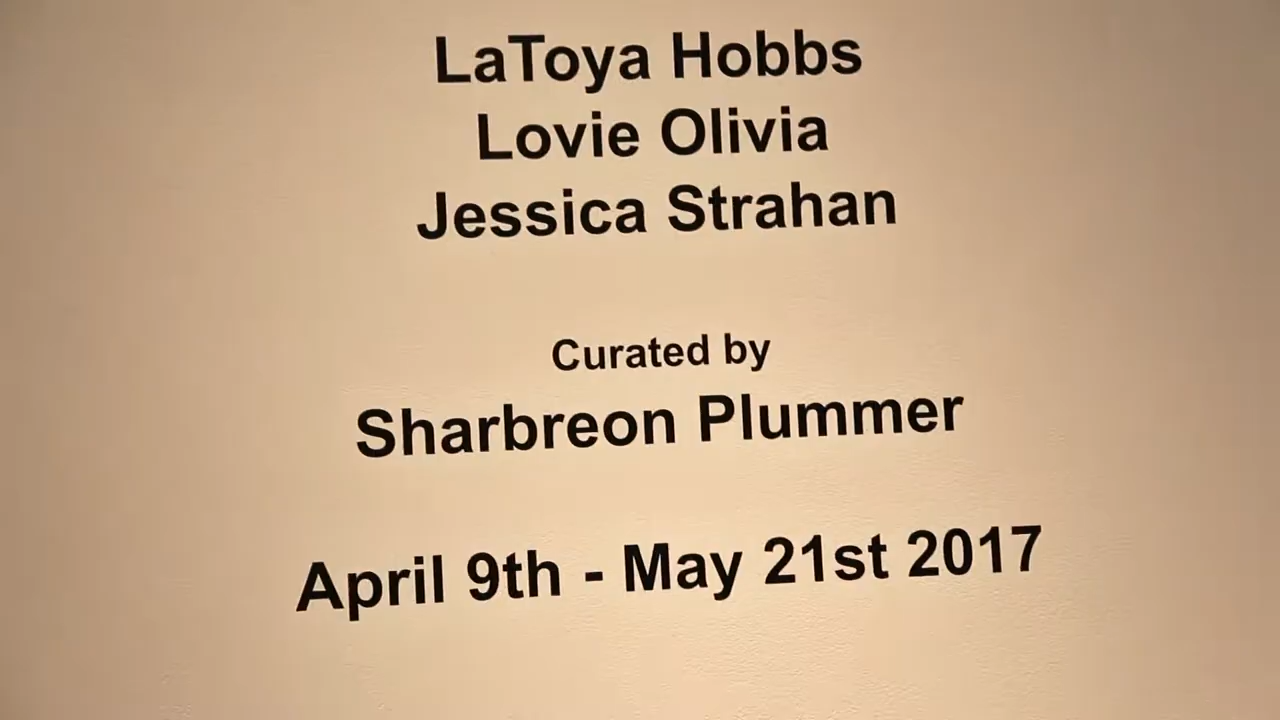 LaToya Hobbs
Lovie Olivia
Jessica Strahan
Curated by
Sharbreon Plummer
April 9th - May 21st 2017